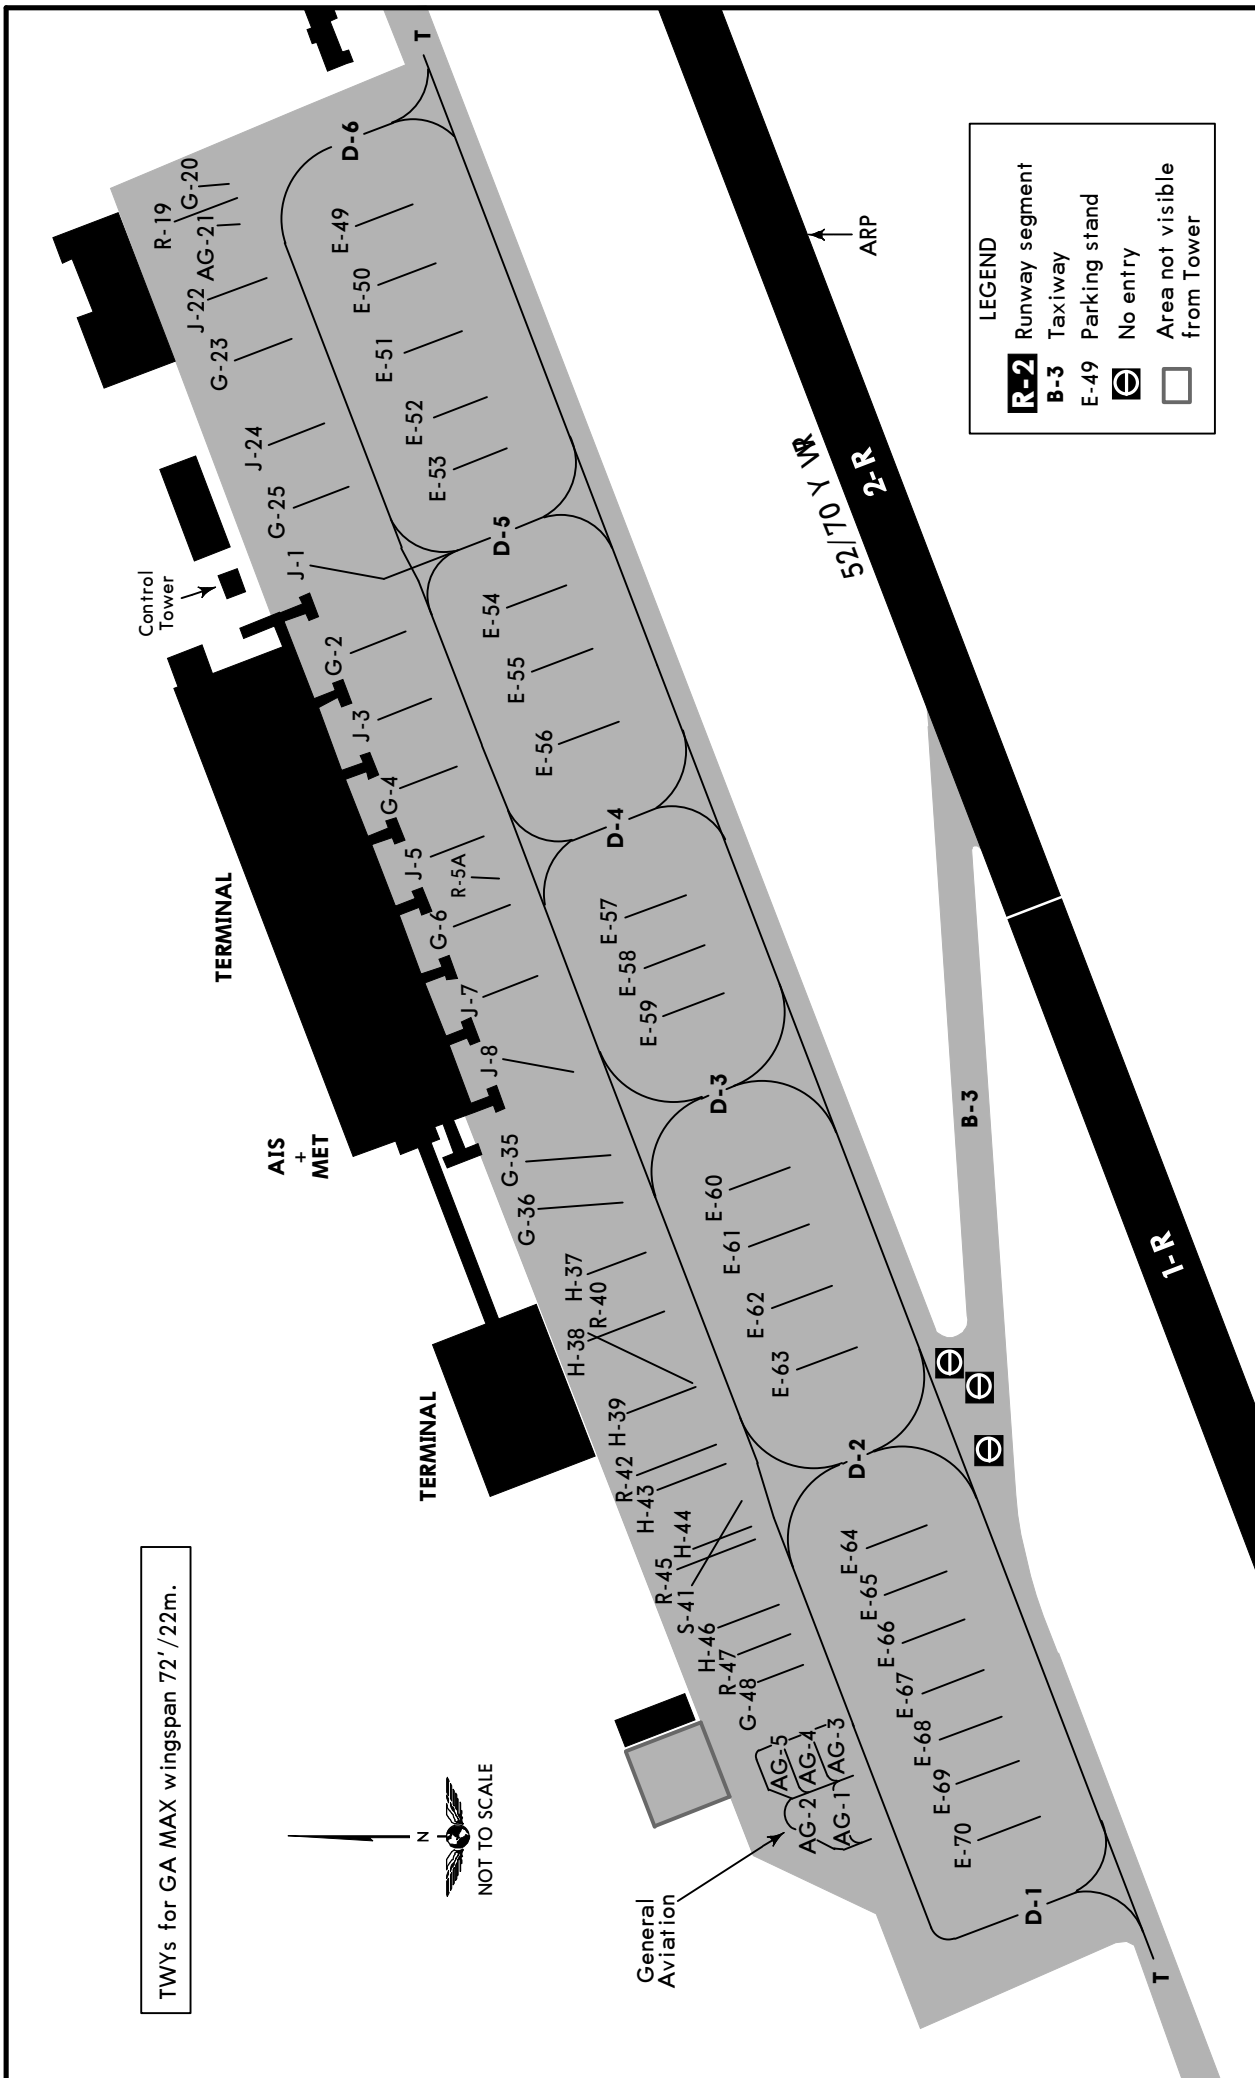 TWYs for GA MAX wingspan 72'/22m.
N
NOT TO SCALE
General
Aviation
TERMINAL
AIS
+
MET
TERMINAL
Control
Tower
R-19
G-20
AG-21
J-22
G-23
J-24
G-25
J-1
G-2
J-3
G-4
J-5
R-5A
G-6
J-7
J-8
G-35
G-36
H-37
R-40
H-38
H-39
R-42
H-43
H-44
R-45
S-41
H-46
R-47
G-48
AG-5
AG-4
AG-3
AG-2
AG-1
T
D-6
E-49
E-50
E-51
E-52
E-53
D-5
E-54
E-55
E-56
D-4
E-57
E-58
E-59
D-3
E-60
E-61
E-62
E-63
D-2
E-64
E-65
E-66
E-67
E-68
E-69
E-70
D-1
T
B-3
ARP
52/70 Y VR
2-R
1-R
LEGEND
R-2 Runway segment
B-3 Taxiway
E-49 Parking stand
No entry
Area not visible
from Tower